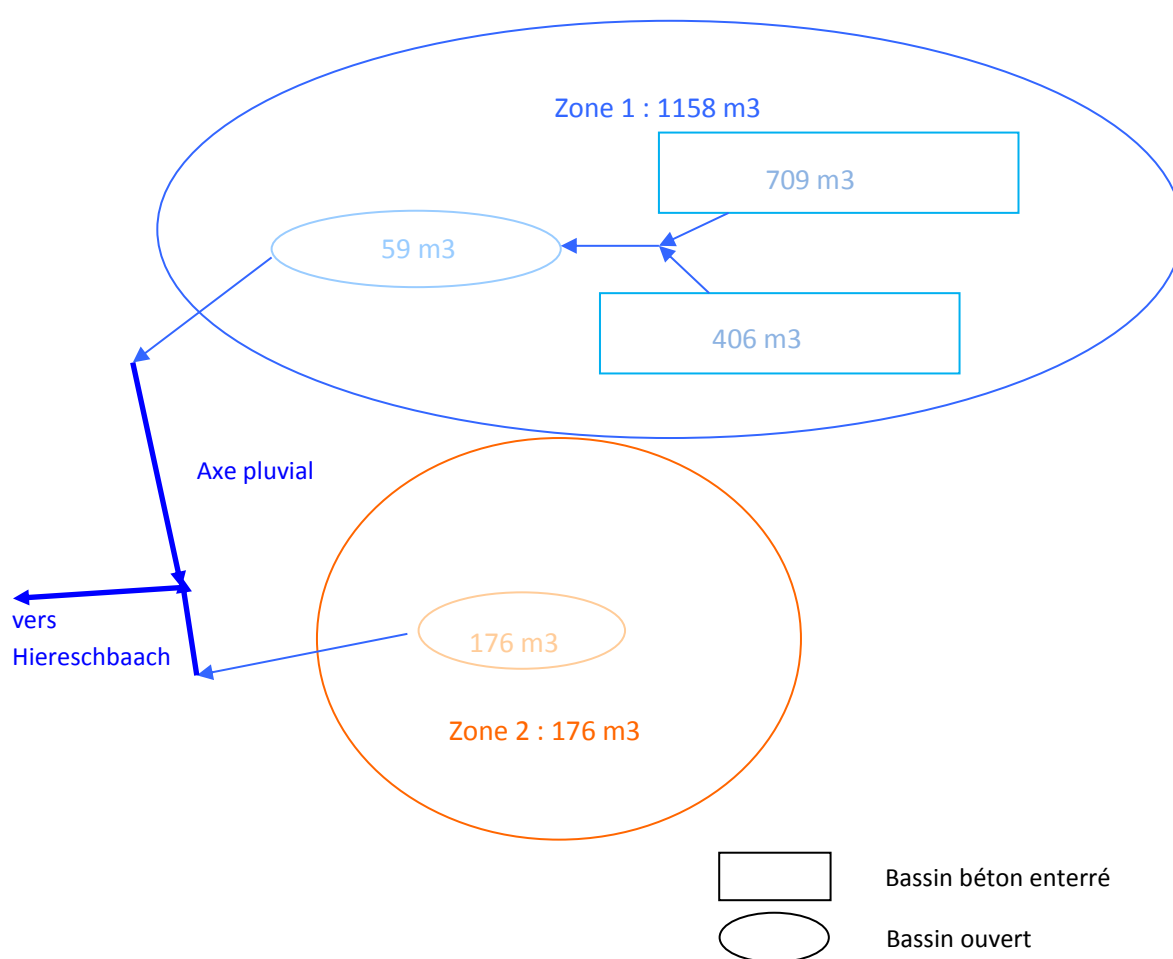 Zone 1 : 1158 m3
709 m3
59 m3
406 m3
Axe pluvial
vers
Hiereschbaach
176 m3
Zone 2 : 176 m3
Bassin béton enterré
Bassin ouvert